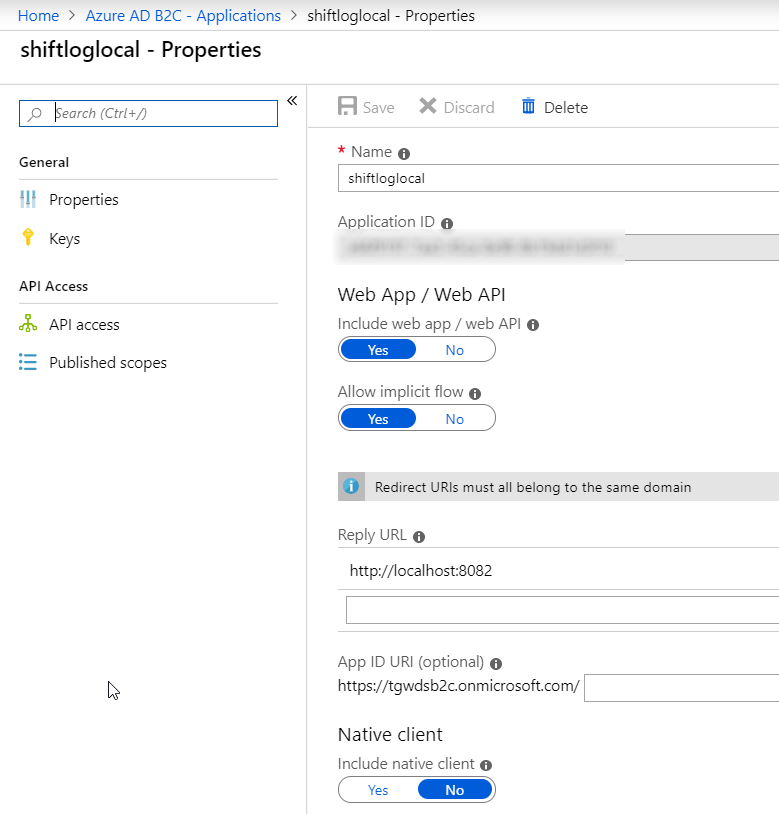 Home > Azure AD B2C - Applications > shiftloglocal - Properties
shiftloglocal - Properties
Search (Ctrl+/)
General
Properties
Keys
API Access
API access
Published scopes
Save Discard Delete
* Name
shiftloglocal
Application ID
Web App / Web API
Include web app / web API
Yes No
Allow implicit flow
Yes No
Redirect URIs must all belong to the same domain
Reply URL
http://localhost:8082
App ID URI (optional)
https://tgwdsb2c.onmicrosoft.com/
Native client
Include native client
Yes No